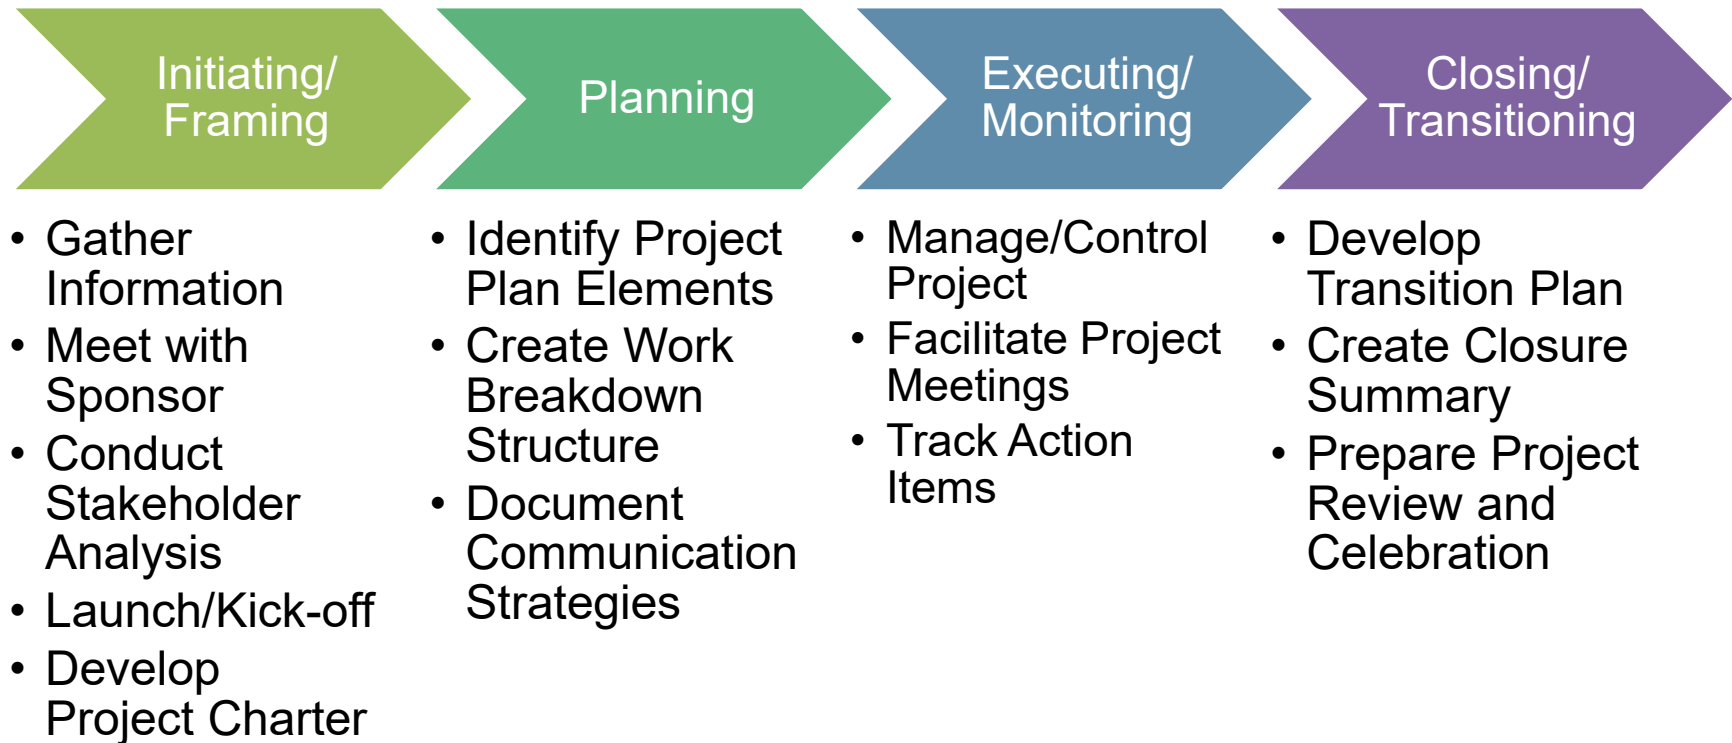 Initiating/
Framing
Planning
Executing/
Monitoring
Closing/
Transitioning
• Gather
Information
• Meet with
Sponsor
• Conduct
Stakeholder
Analysis
• Launch/Kick-off
• Develop
Project Charter
• Identify Project
Plan Elements
• Create Work
Breakdown
Structure
• Document
Communication
Strategies
• Manage/Control
Project
• Facilitate Project
Meetings
• Track Action
Items
• Develop
Transition Plan
• Create Closure
Summary
• Prepare Project
Review and
Celebration